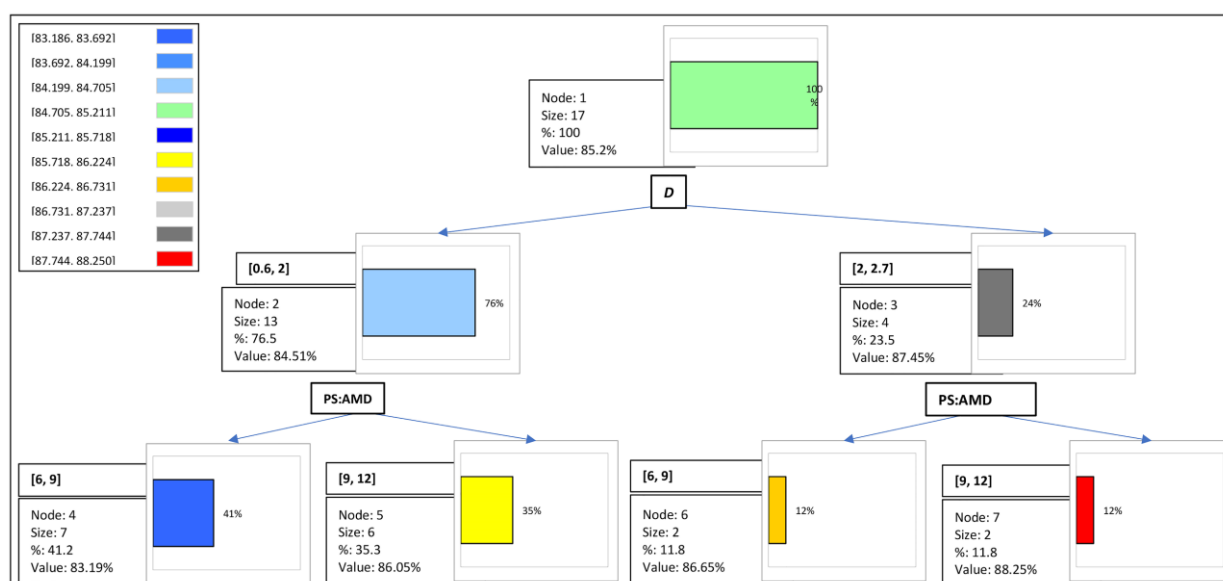 [83.186, 83.692]
[83.692, 84.199]
[84.199, 84.705]
[84.705, 85.211]
[85.211, 85.718]
[85.718, 86.224]
[86.224, 86.731]
[86.731, 87.237]
[87.237, 87.744]
[87.744, 88.250]
Node: 1
Size: 17
%: 100
Value: 85.2%
100
%
D
[0.6, 2]
Node: 2
Size: 13
%: 76.5
Value: 84.51%
76%
[2, 2.7]
Node: 3
Size: 4
%: 23.5
Value: 87.45%
24%
PS:AMD
PS:AMD
[6, 9]
Node: 4
Size: 7
%: 41.2
Value: 83.19%
41%
[9, 12]
Node: 5
Size: 6
%: 35.3
Value: 86.05%
35%
[6, 9]
Node: 6
Size: 2
%: 11.8
Value: 86.65%
12%
[9, 12]
Node: 7
Size: 2
%: 11.8
Value: 88.25%
12%